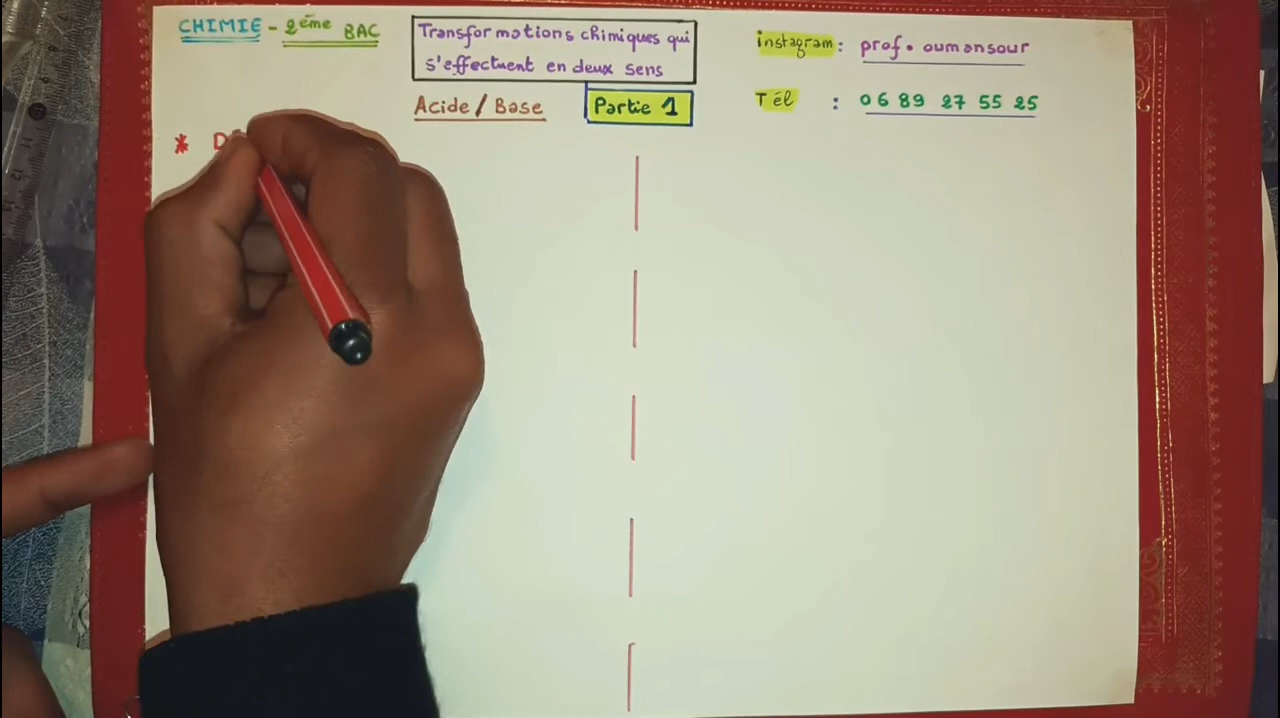 CHIMIE - 2ème BAC
Transformations chimiques qui
s'effectuent en deux sens
Acide / Base
Partie 1
instagram : prof . oumansour
Tél : 06 89 27 55 25
* D